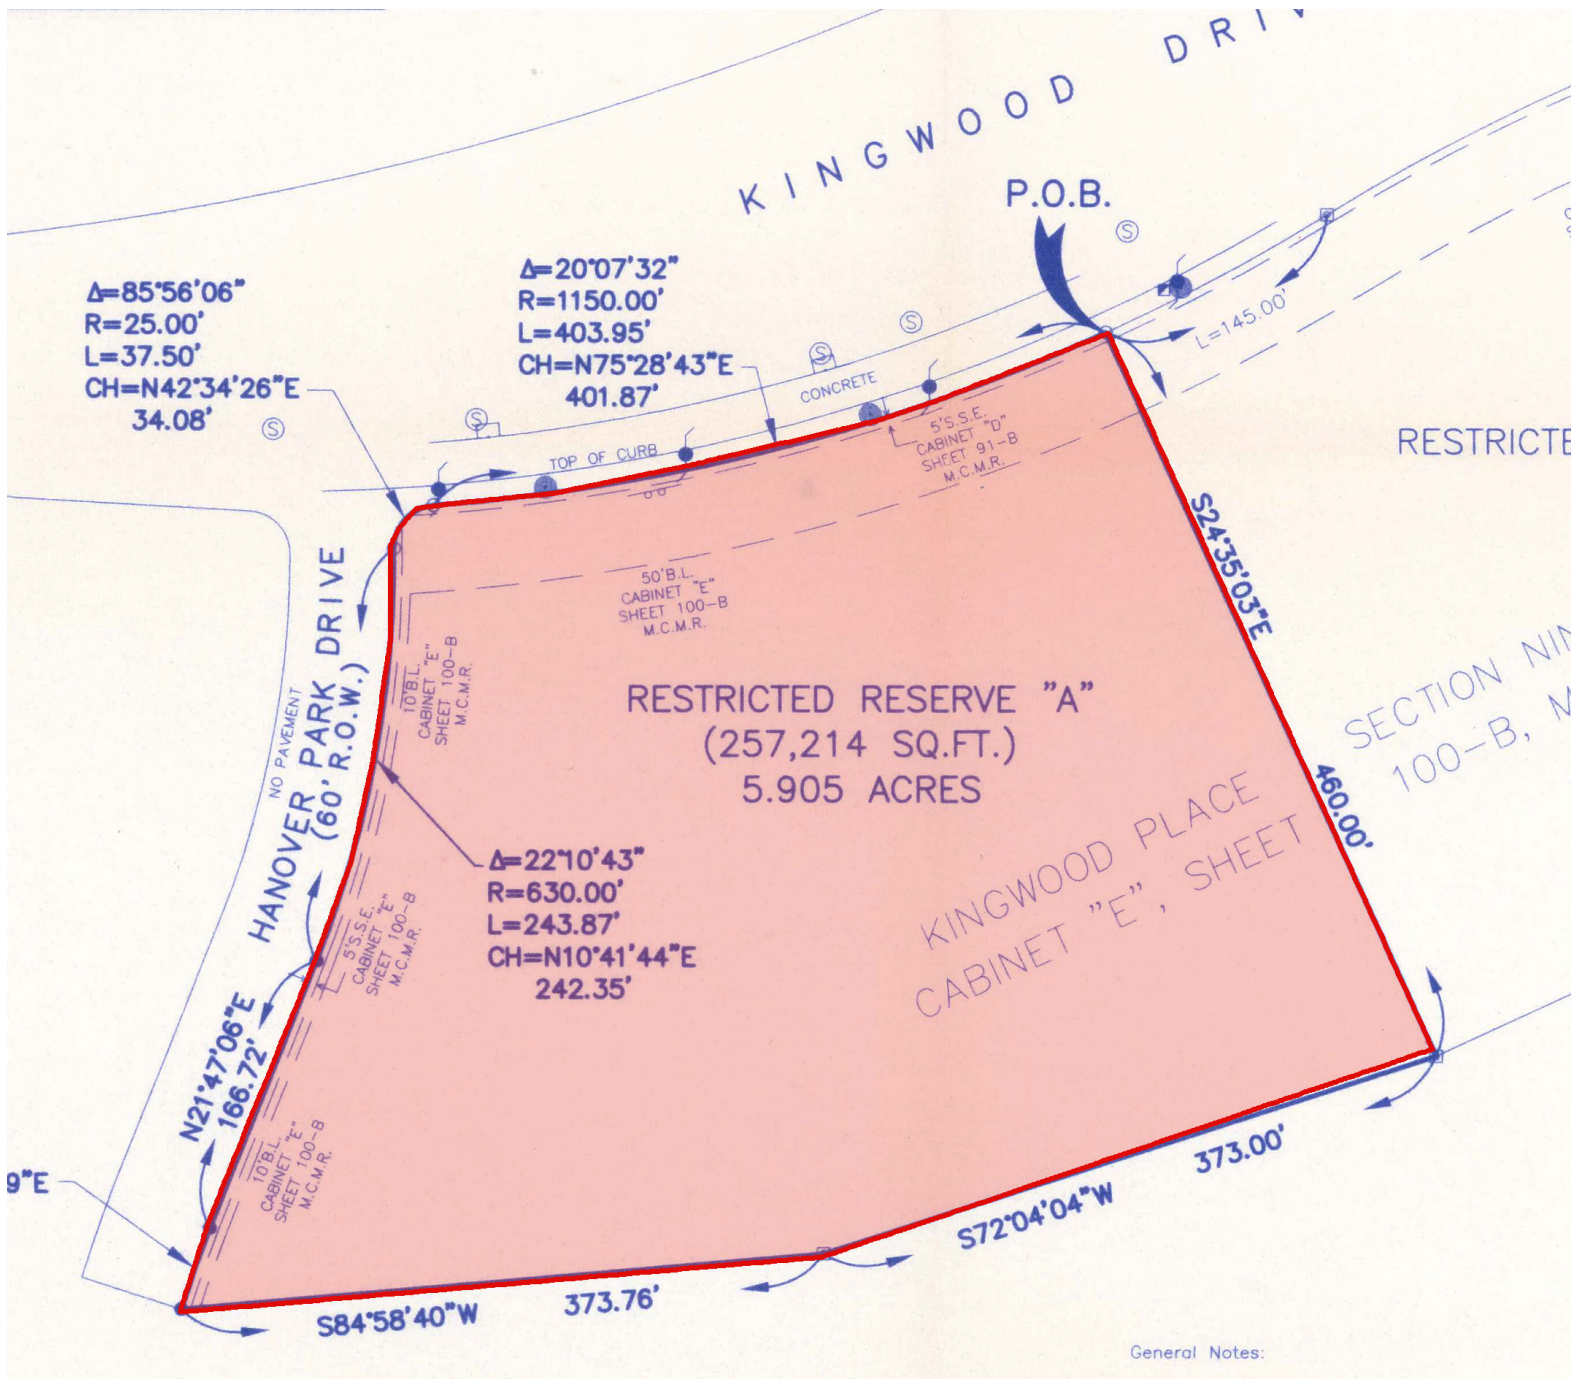 KINGWOOD DRIV
P.O.B.
Δ=85°56'06"
R=25.00'
L=37.50'
CH=N42°34'26"E
34.08'
Δ=20°07'32"
R=1150.00'
L=403.95'
CH=N75°28'43"E
401.87'
L=145.00'
S
S
S
S
S
CONCRETE
TOP OF CURB
5'S.S.E.
CABINET "D"
SHEET 91-B
M.C.M.R.
RESTRICTE
S24°35'03"E
460.00'
50'B.L.
CABINET "E"
SHEET 100-B
M.C.M.R.
HANOVER PARK DRIVE
(60' R.O.W.)
NO PAVEMENT
10'B.L.
CABINET "E"
SHEET 100-B
M.C.M.R.
RESTRICTED RESERVE "A"
(257,214 SQ.FT.)
5.905 ACRES
SECTION NIN
100-B, M
KINGWOOD PLACE
CABINET "E", SHEET
Δ=22°10'43"
R=630.00'
L=243.87'
CH=N10°41'44"E
242.35'
5'S.S.E.
CABINET "E"
SHEET 100-B
M.C.M.R.
N21°47'06"E
166.72'
10'B.L.
CABINET "E"
SHEET 100-B
M.C.M.R.
9"E
373.00'
S72°04'04"W
373.76'
S84°58'40"W
General Notes: